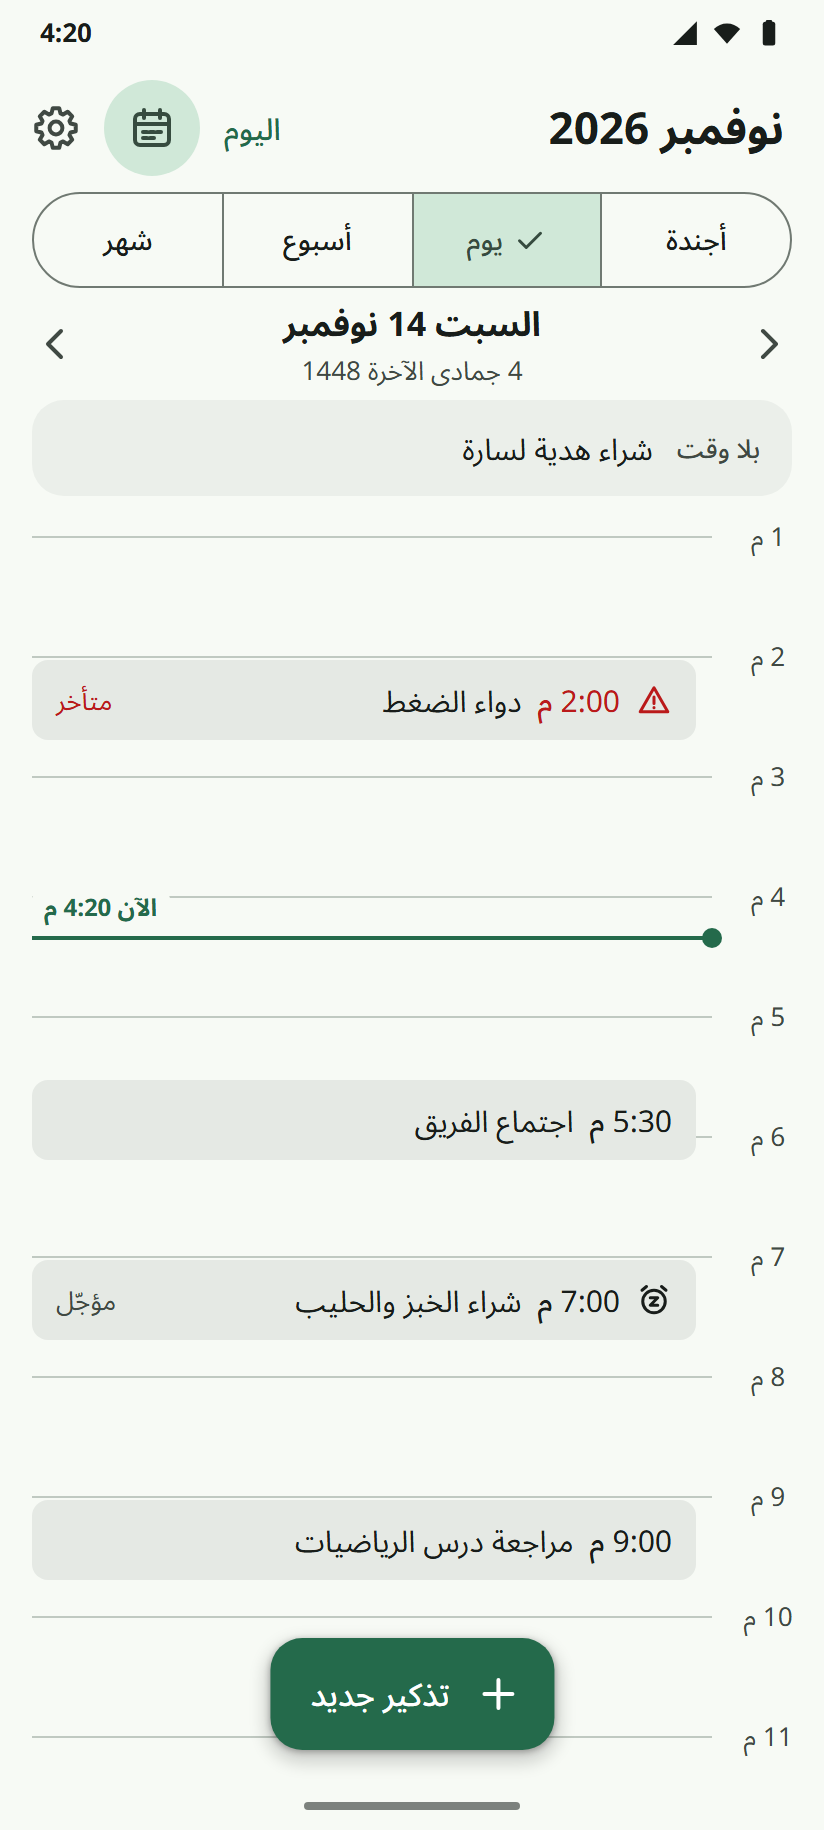 4:20
نوفمبر 2026
اليوم
أجندة
يوم
أسبوع
شهر
السبت 14 نوفمبر
4 جمادى الآخرة 1448
بلا وقت شراء هدية لسارة
1 م
2 م
2:00 م دواء الضغط متأخر
3 م
4 م
الآن 4:20 م
5 م
5:30 م اجتماع الفريق
6 م
7 م
7:00 م شراء الخبز والحليب مؤجّل
8 م
9 م
9:00 م مراجعة درس الرياضيات
10 م
تذكير جديد
11 م